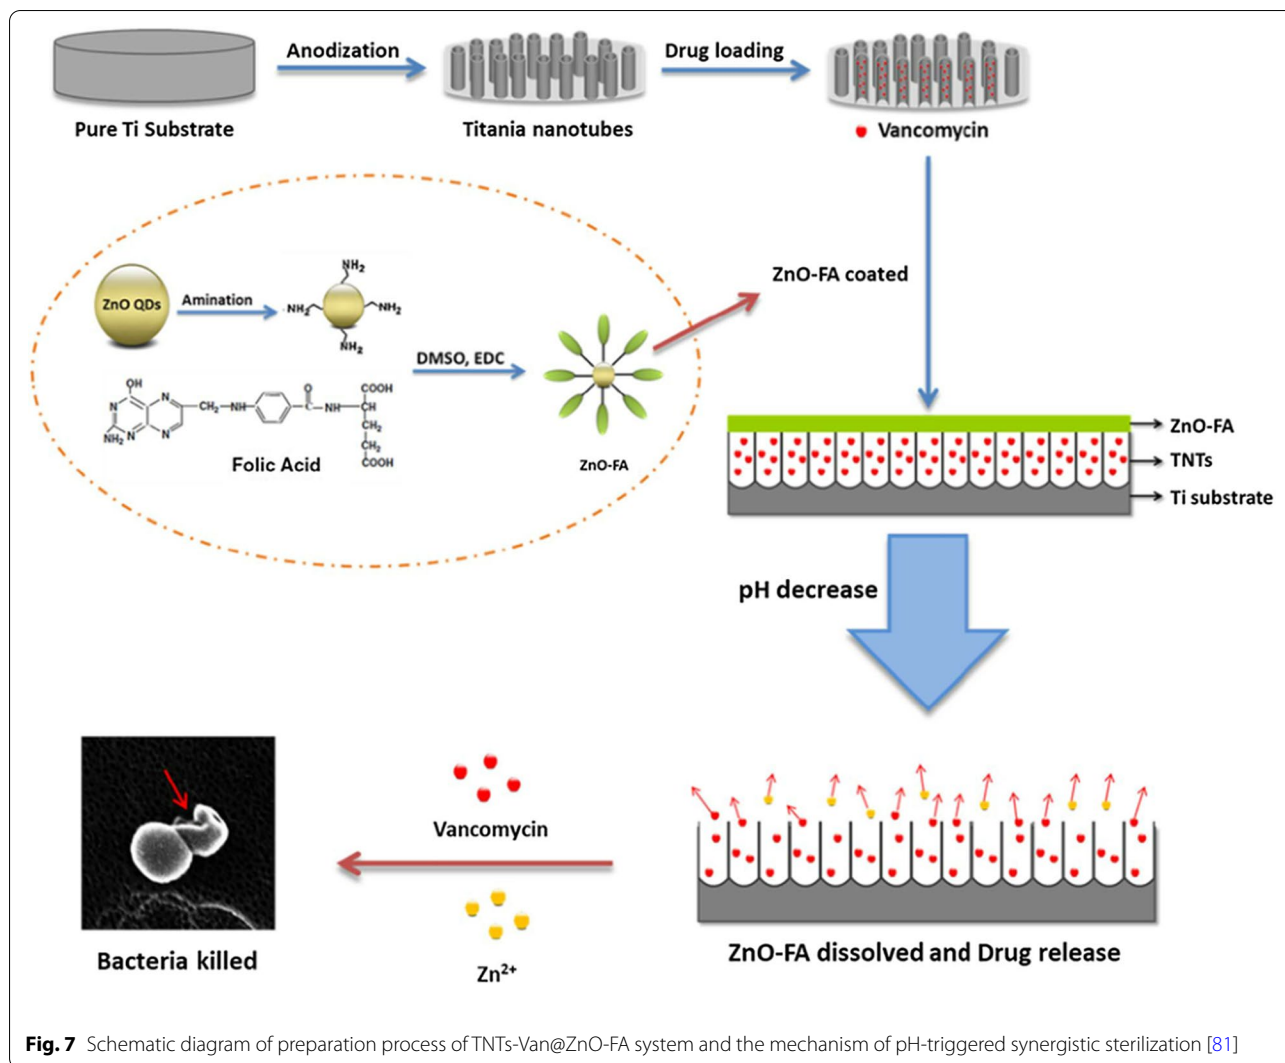 Anodization
Drug loading
Pure Ti Substrate
Titania nanotubes
Vancomycin
ZnO QDs
Amination
NH₂
NH₂
NH₂
NH₂
DMSO, EDC
ZnO-FA coated
OH
N
N
N
N
NH₂
CH₂—NH
O
C—NH
COOH
CH
CH₂
CH₂
COOH
Folic Acid
ZnO-FA
ZnO-FA
TNTs
Ti substrate
pH decrease
Vancomycin
Zn²⁺
Bacteria killed
ZnO-FA dissolved and Drug release
Fig. 7 Schematic diagram of preparation process of TNTs-Van@ZnO-FA system and the mechanism of pH-triggered synergistic sterilization [81]